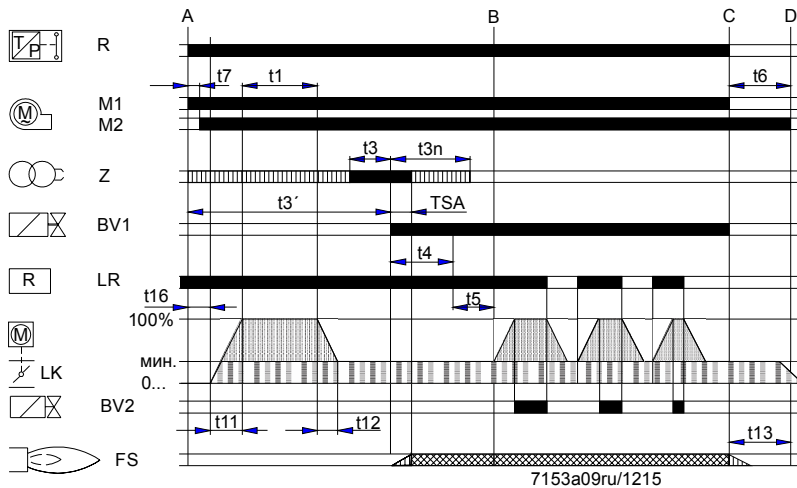 A B C D
T P R
t7 t1 t6
M ~ M1
M2
t3 t3n
Z
t3´ TSA
BV1
t4
R LR
t16 t5
100%
M
мин.
LK 0...
BV2
t11 t12 t13
FS
7153a09ru/1215